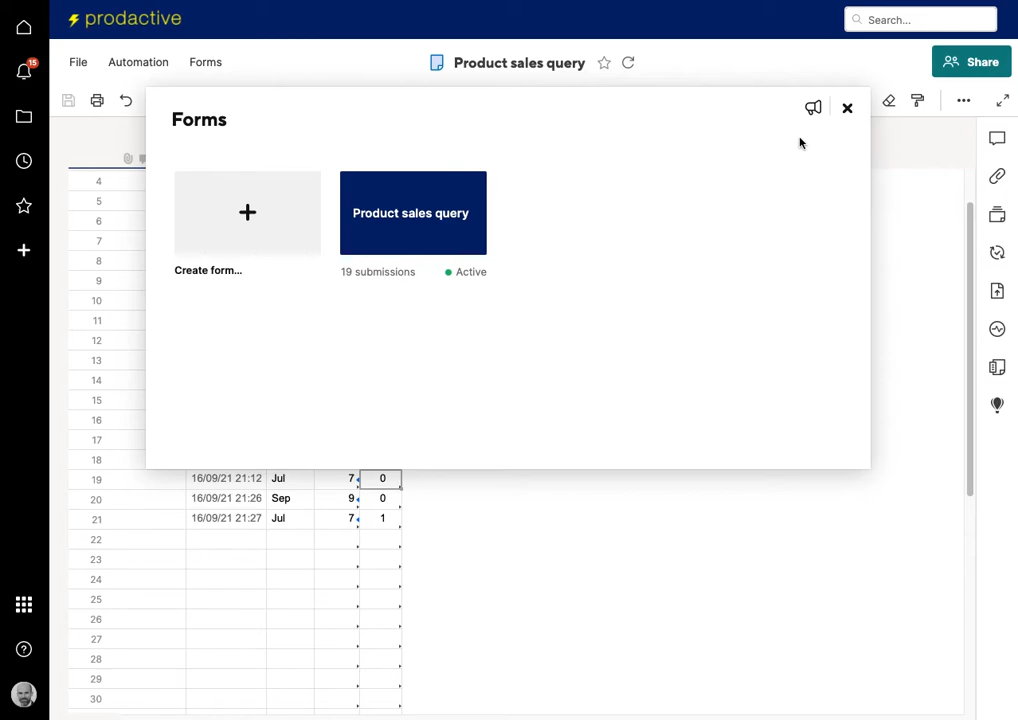 prodactive
Search...
15
File
Automation
Forms
Product sales query
Share
Forms
Product sales query
Create form...
19 submissions
Active
4
5
6
7
8
9
10
11
12
13
14
15
16
17
18
19 16/09/21 21:12 Jul 7 0
20 16/09/21 21:26 Sep 9 0
21 16/09/21 21:27 Jul 7 1
22
23
24
25
26
27
28
29
30